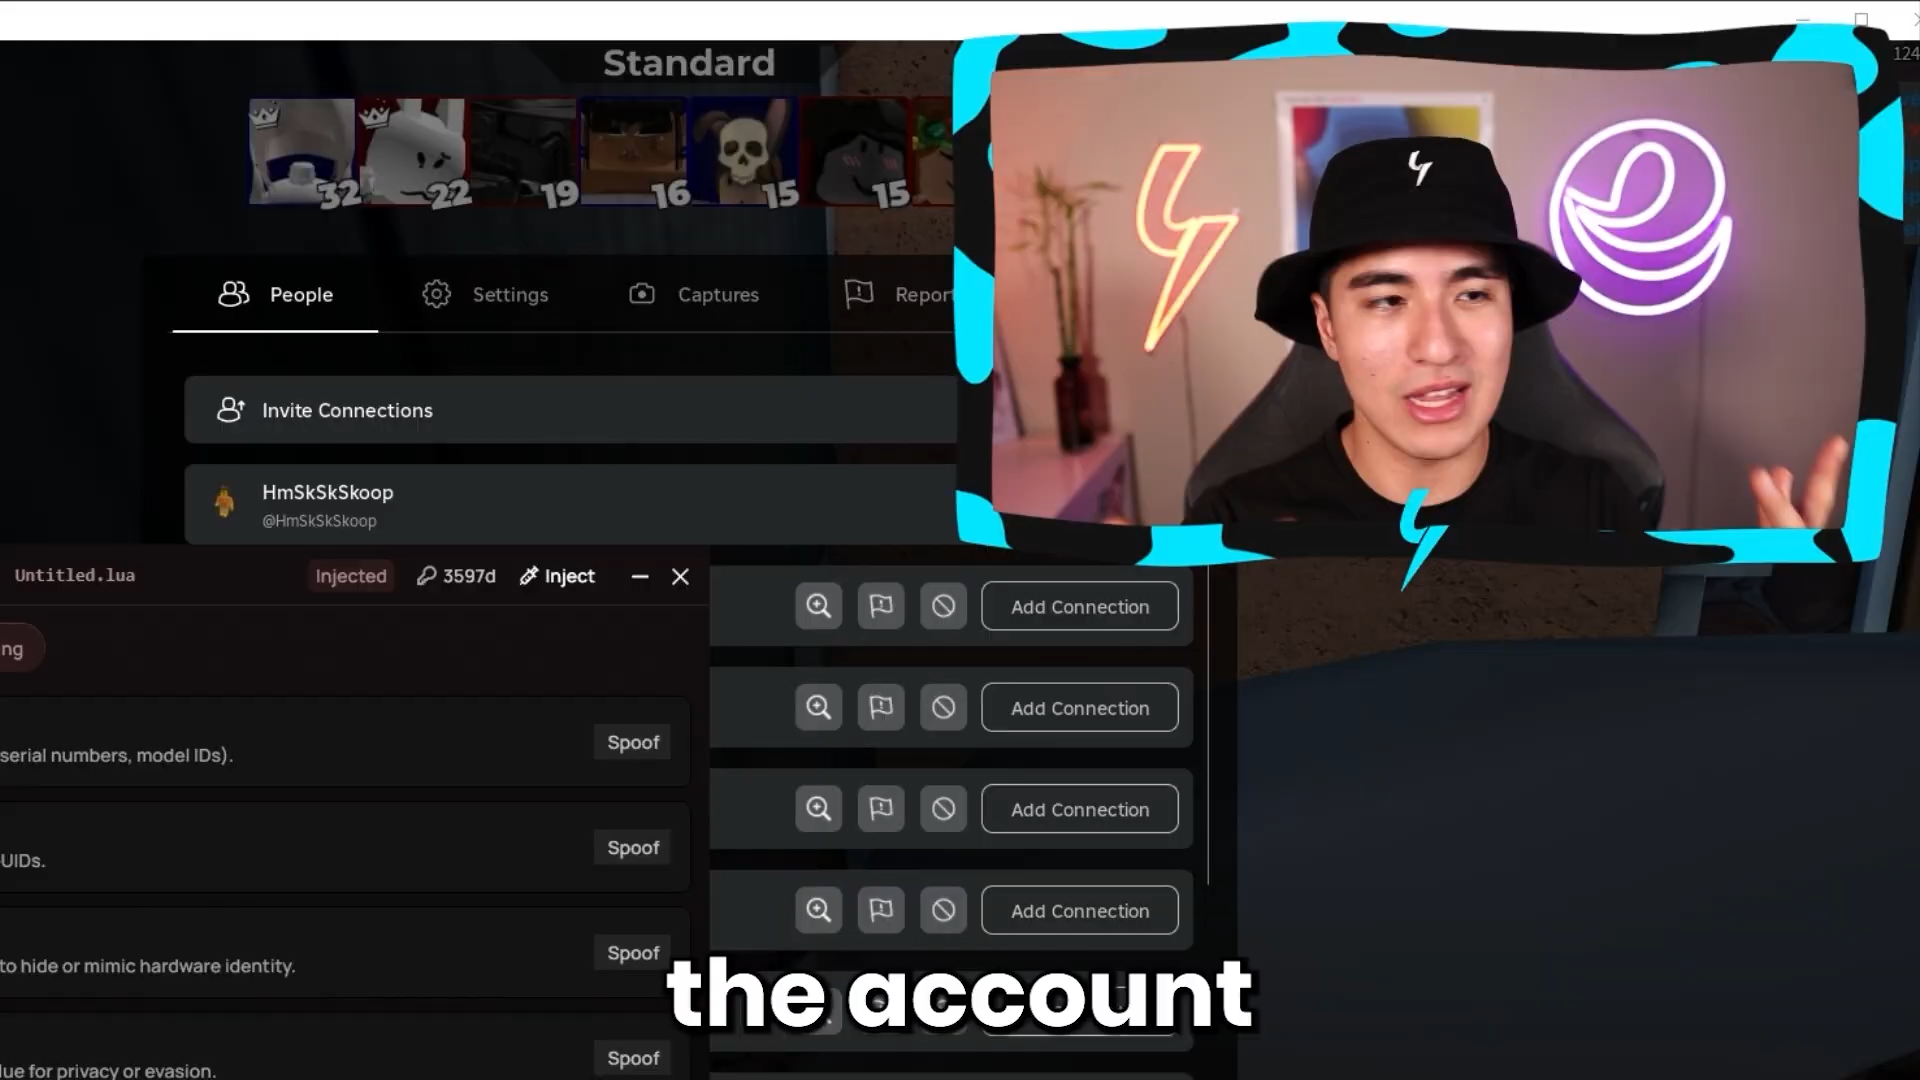 124
Standard
32 22 19 16 15 15
People Settings Captures Report
Invite Connections
HmSkSkSkoop
@HmSkSkSkoop
Untitled.lua Injected 3597d Inject
Add Connection
ng
Spoof
serial numbers, model IDs).
Add Connection
Add Connection
Spoof
UIDs.
Add Connection
Spoof
to hide or mimic hardware identity.
the account
Spoof
lue for privacy or evasion.